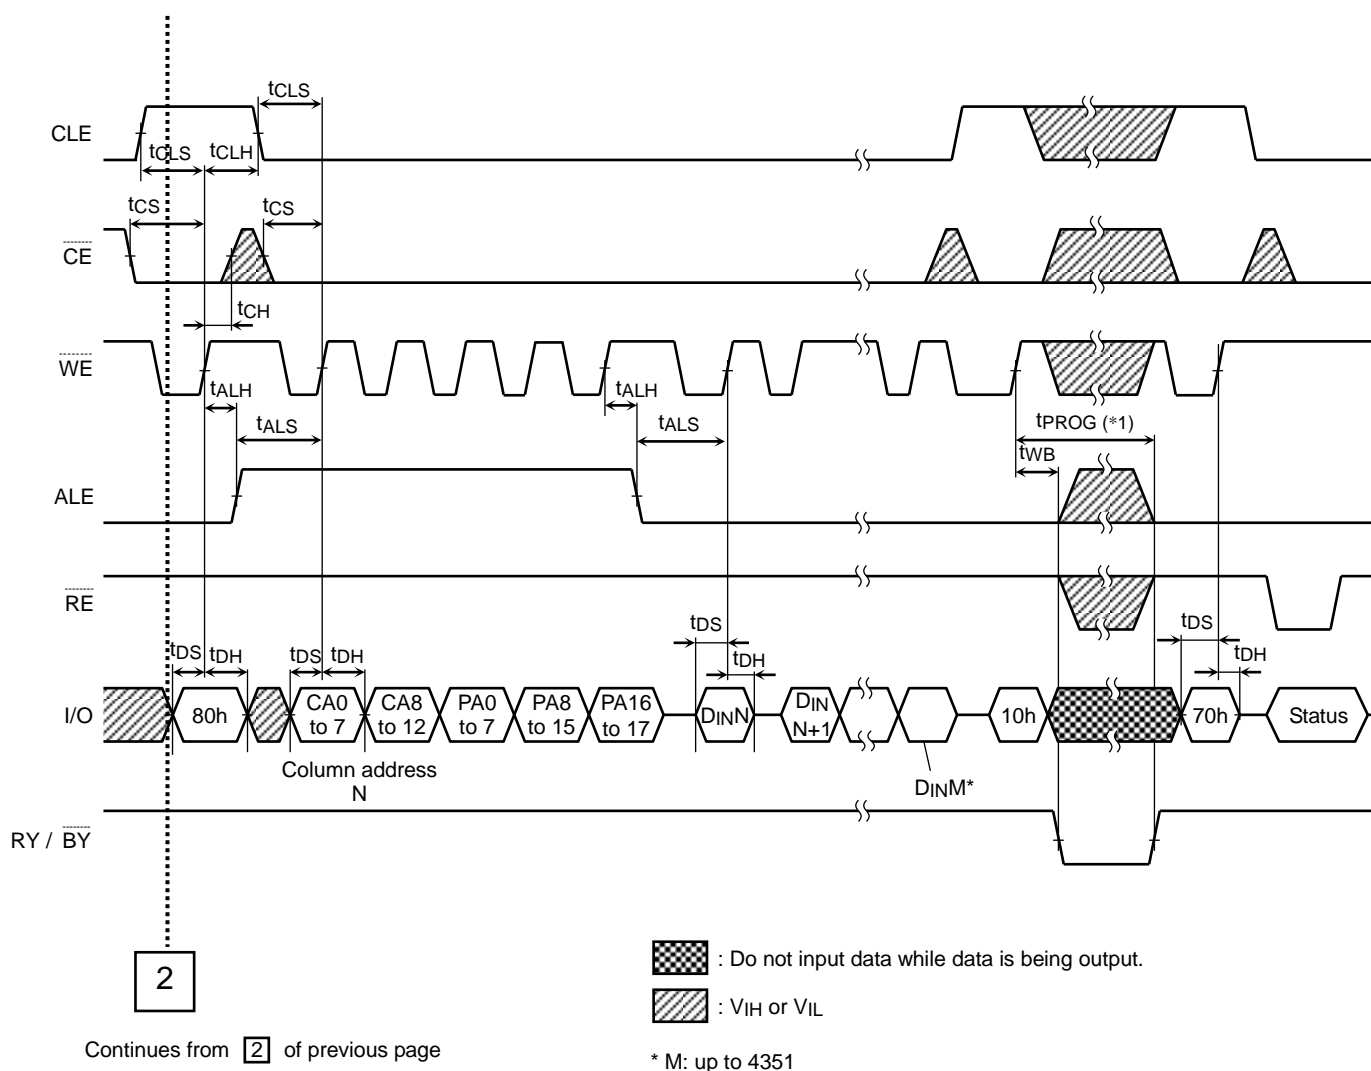 tCLS
CLE
tCLS tCLH
tCS tCS
CE
tCH
WE
tALH tALH
tALS tALS tPROG (*1)
tWB
ALE
RE
tDS tDS
tDS tDH tDS tDH tDH tDH
I/O 80h CA0 to 7 CA8 to 12 PA0 to 7 PA8 to 15 PA16 to 17 DINN DIN N+1 10h 70h Status
Column address
N
DINM*
RY / BY
2
: Do not input data while data is being output.
: VIH or VIL
Continues from 2 of previous page
* M: up to 4351